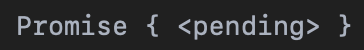 Promise { <pending> }